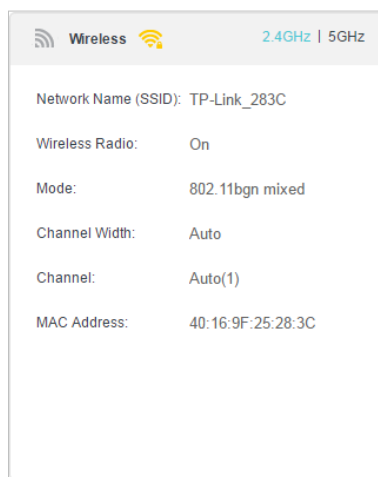 Wireless 2.4GHz | 5GHz
Network Name (SSID): TP-Link_283C
Wireless Radio: On
Mode: 802.11bgn mixed
Channel Width: Auto
Channel: Auto(1)
MAC Address: 40:16:9F:25:28:3C